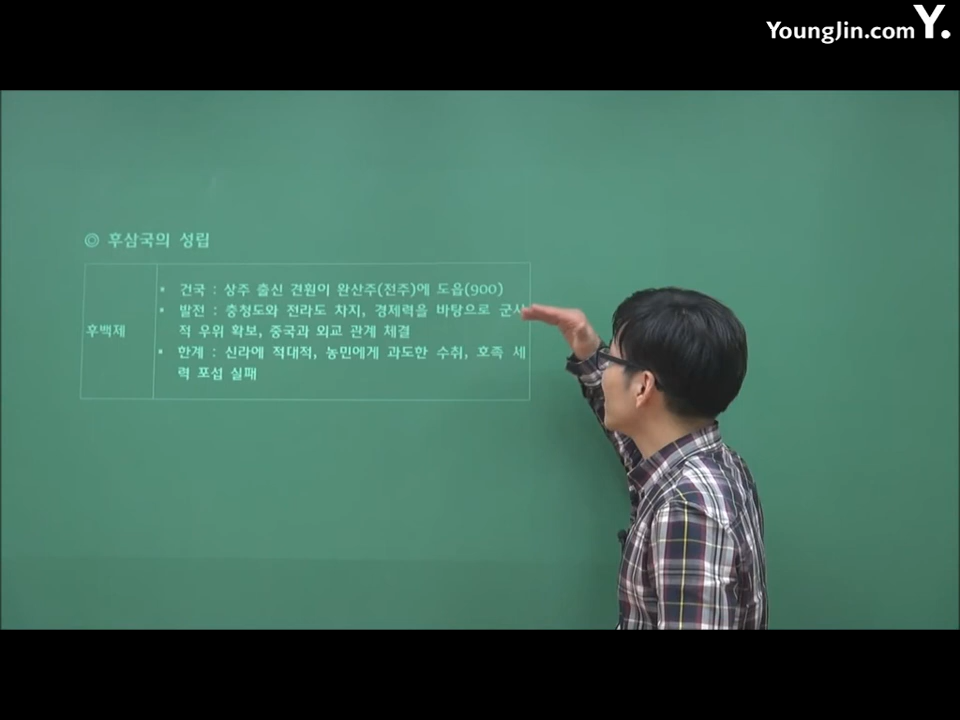 YoungJin.com Y.
◎ 후삼국의 성립
후백제
▪ 건국 : 상주 출신 견훤이 완산주(전주)에 도읍(900)
▪ 발전 : 충청도와 전라도 차지, 경제력을 바탕으로 군사
적 우위 확보, 중국과 외교 관계 체결
▪ 한계 : 신라에 적대적, 농민에게 과도한 수취, 호족 세
력 포섭 실패